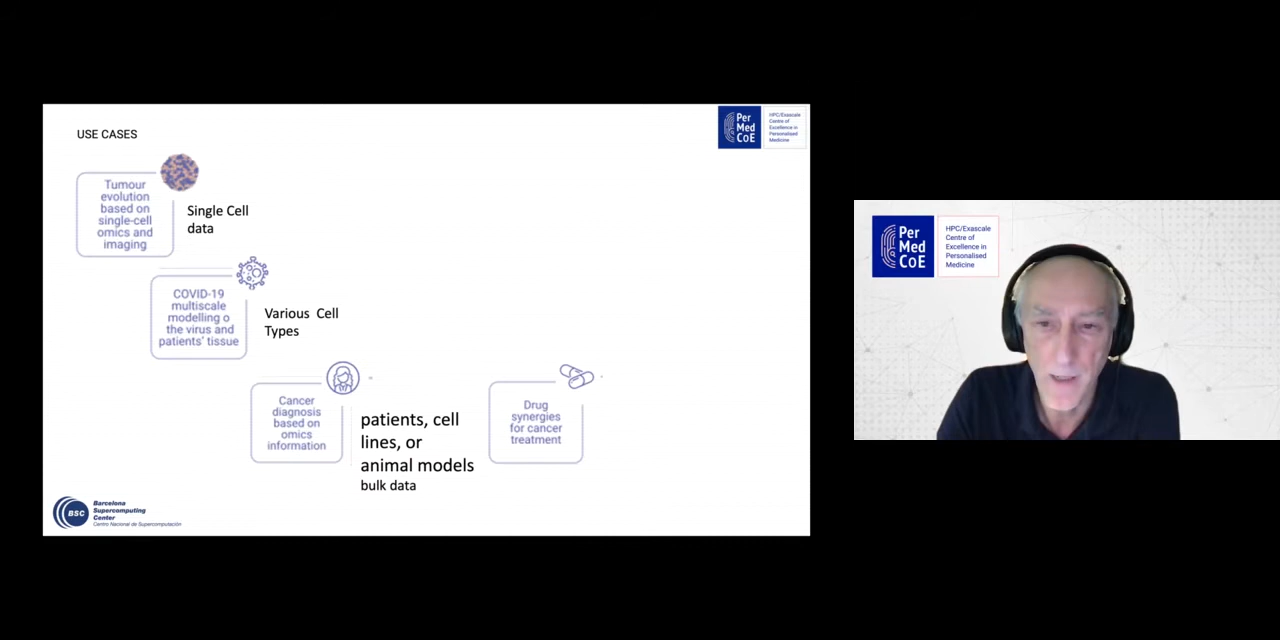 USE CASES
Per
Med
CoE
HPC/Exascale
Centre of
Excellence in
Personalised
Medicine
Tumour
evolution
based on
single-cell
omics and
imaging
Single Cell
data
COVID-19
multiscale
modelling o
the virus and
patients' tissue
Various Cell
Types
Cancer
diagnosis
based on
omics
information
patients, cell
lines, or
animal models
bulk data
Drug
synergies
for cancer
treatment
BSC
Barcelona
Supercomputing
Center
Centro Nacional de Supercomputación
Per
Med
CoE
HPC/Exascale
Centre of
Excellence in
Personalised
Medicine